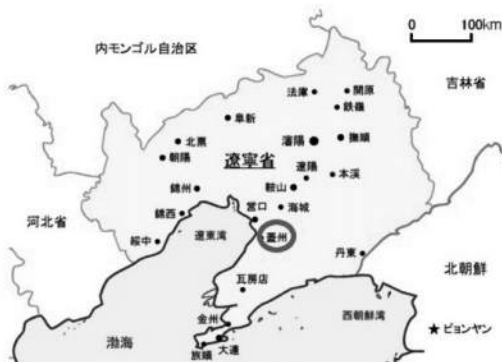 0 100km
内モンゴル自治区
吉林省
法庫
開原
鉄嶺
阜新
北票
瀋陽
撫順
朝陽
遼寧省
遼陽
本溪
鞍山
錦州
営口
海城
錦西
河北省
蓋州
綏中
遼東湾
丹東
北朝鮮
瓦房店
金州
西朝鮮湾
★ピョンヤン
渤海
大連
旅順